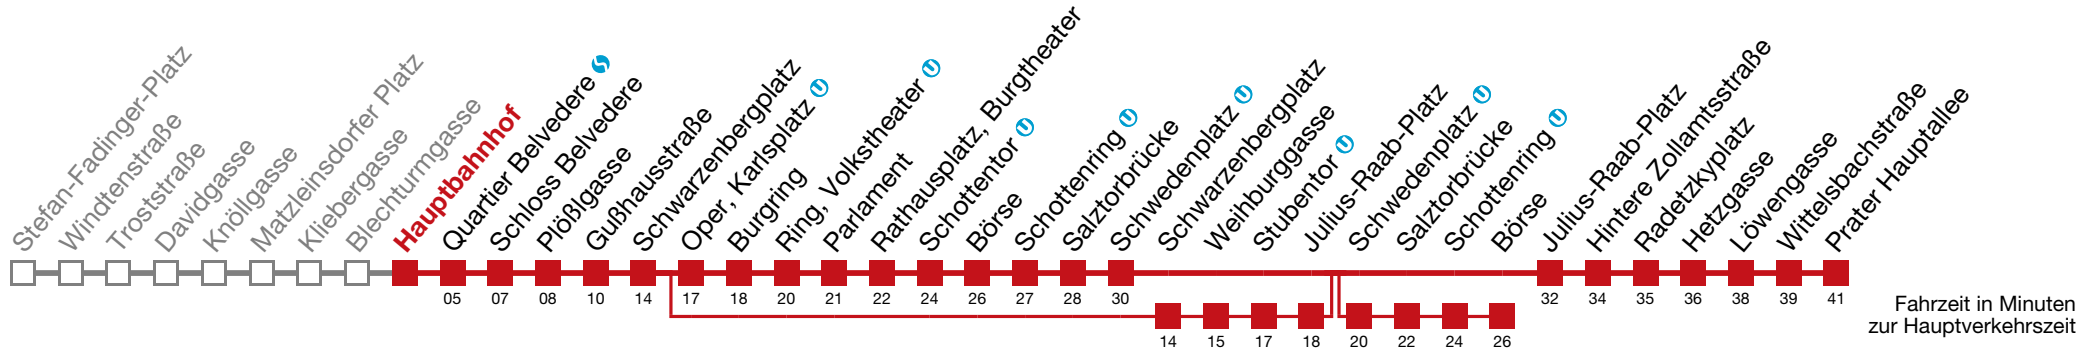 Stefan-Fadinger-Platz
Windtenstraße
Troststraße
Davidgasse
Knöllgasse
Matzleinsdorfer Platz
Kliebergasse
Blechturmgasse
Hauptbahnhof
Quartier Belvedere
Schloss Belvedere
Plößlgasse
Gußhausstraße
Schwarzenbergplatz
Oper, Karlsplatz U
Burgring
Ring, Volkstheater U
Parlament
Rathausplatz, Burgtheater
Schottentor U
Börse
Schottenring U
Salztorbrücke
Schwedenplatz U
Schwarzenbergplatz
Weihburggasse
Stubentor U
Julius-Raab-Platz
Schwedenplatz U
Salztorbrücke
Schottenring U
Börse
Julius-Raab-Platz
Hintere Zollamtsstraße
Radetzkyplatz
Hetzgasse
Löwengasse
Wittelsbachstraße
Prater Hauptallee
05 07 08 10 14 17 18 20 21 22 24 26 27 28 30 32 34 35 36 38 39 41
14 15 17 18 20 22 24 26
Fahrzeit in Minuten
zur Hauptverkehrszeit